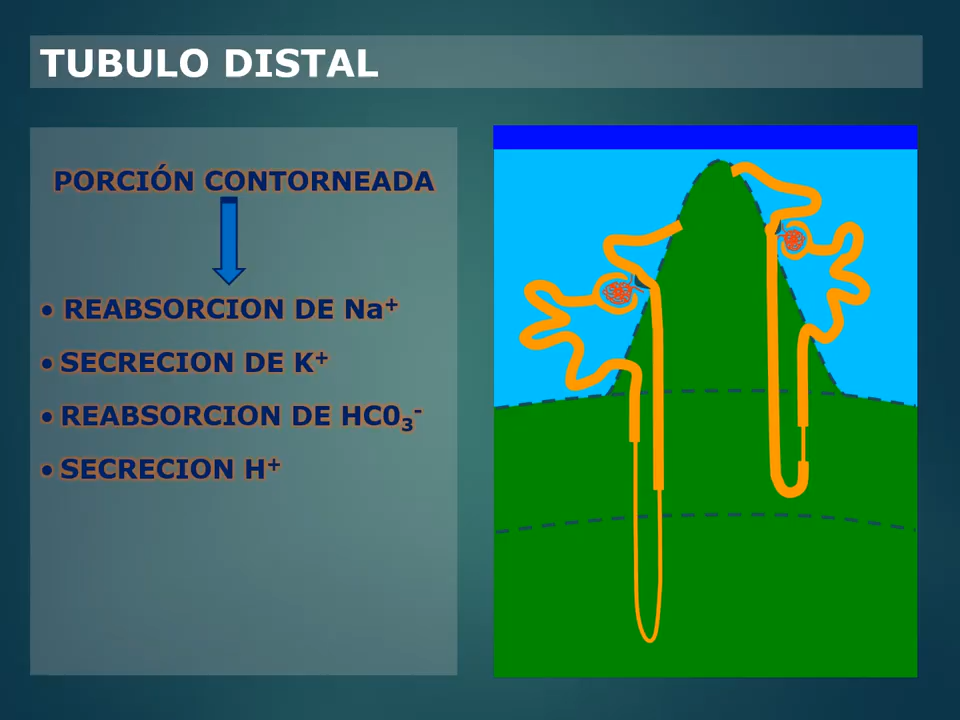 TUBULO DISTAL
PORCIÓN CONTORNEADA
• REABSORCION DE Na⁺
• SECRECION DE K⁺
• REABSORCION DE HC0₃⁻
• SECRECION H⁺